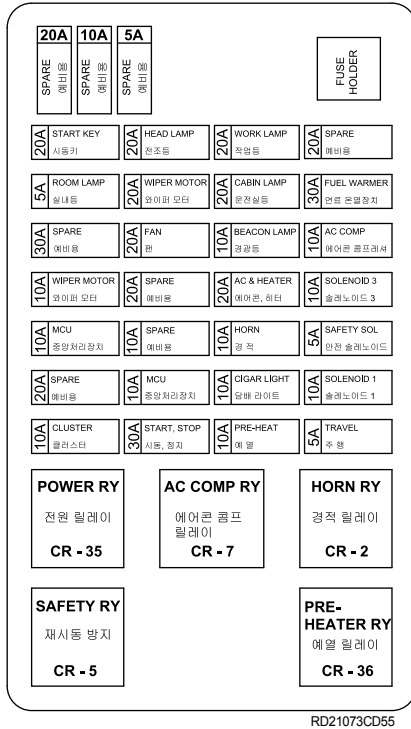 20A 10A 5A
SPARE 예비용 SPARE 예비용 SPARE 예비용
FUSE HOLDER
20A START KEY 20A HEAD LAMP 20A WORK LAMP 20A SPARE
시동키 전조등 작업등 예비용
5A ROOM LAMP 20A WIPER MOTOR 20A CABIN LAMP 30A FUEL WARMER
실내등 와이퍼 모터 운전실등 연료 온열장치
30A SPARE 20A FAN 10A BEACON LAMP 10A AC COMP
예비용 팬 경광등 에어콘 콤프레셔
10A WIPER MOTOR 20A SPARE 20A AC & HEATER 10A SOLENOID 3
와이퍼 모터 예비용 에어콘, 히터 솔레노이드 3
10A MCU 10A SPARE 10A HORN 5A SAFETY SOL
중앙처리장치 예비용 경 적 안전 솔레노이드
20A SPARE 10A MCU 10A CIGAR LIGHT 10A SOLENOID 1
예비용 중앙처리장치 담배 라이트 솔레노이드 1
10A CLUSTER 30A START, STOP 10A PRE-HEAT 5A TRAVEL
클러스터 시동, 정지 예 열 주 행
POWER RY AC COMP RY HORN RY
전원 릴레이 에어콘 콤프 경적 릴레이
릴레이
CR - 35 CR - 7 CR - 2
SAFETY RY PRE-
HEATER RY
재시동 방지 예열 릴레이
CR - 5 CR - 36
RD21073CD55